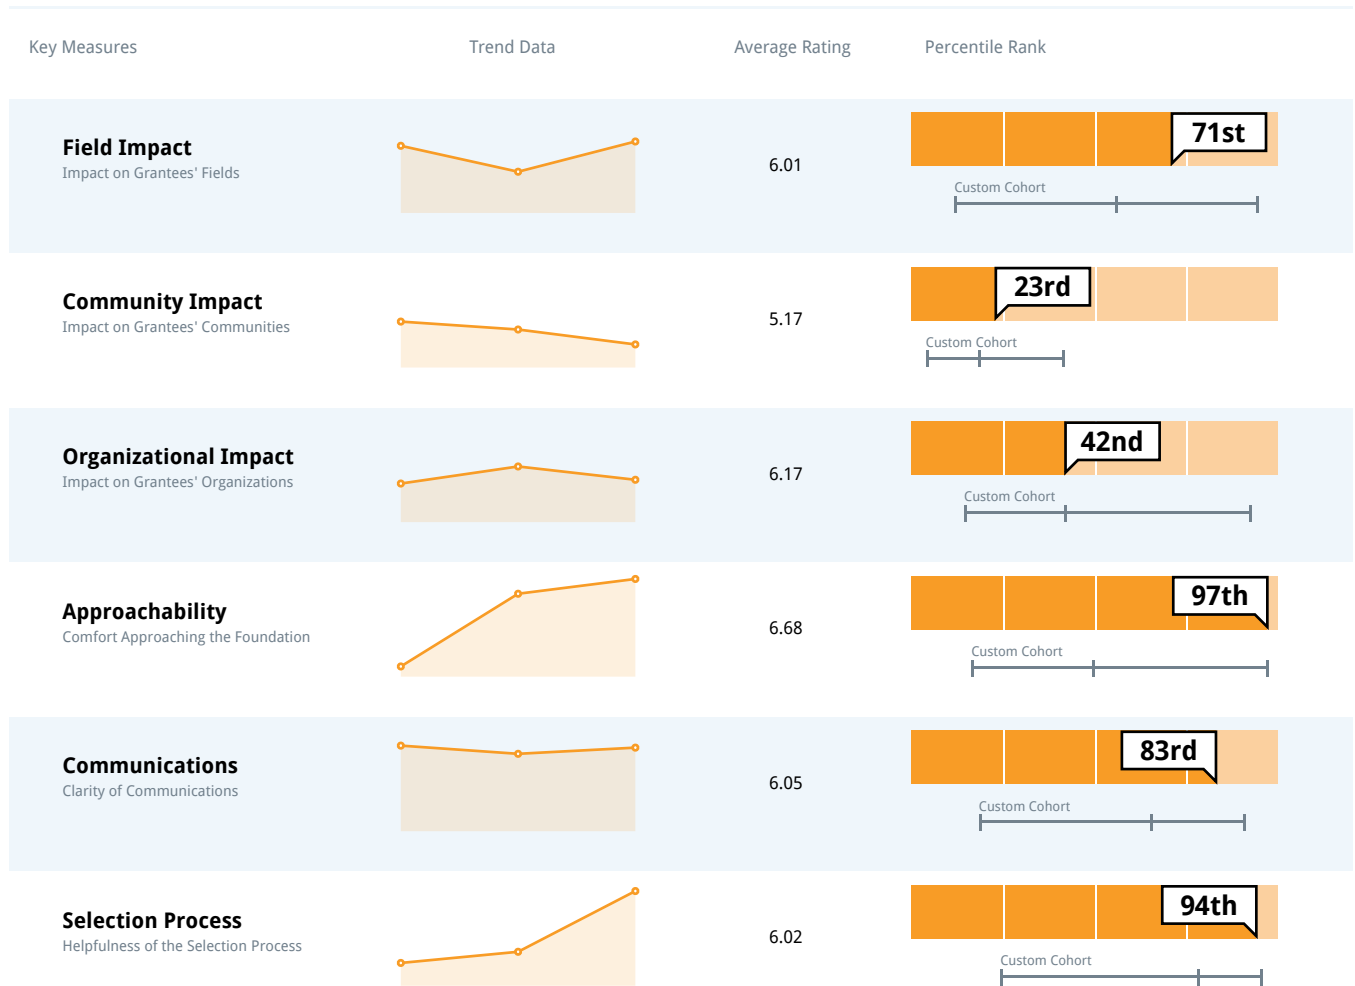 Key Measures Trend Data Average Rating Percentile Rank
Field Impact
Impact on Grantees' Fields
6.01
71st
Custom Cohort
Community Impact
Impact on Grantees' Communities
5.17
23rd
Custom Cohort
Organizational Impact
Impact on Grantees' Organizations
6.17
42nd
Custom Cohort
Approachability
Comfort Approaching the Foundation
6.68
97th
Custom Cohort
Communications
Clarity of Communications
6.05
83rd
Custom Cohort
Selection Process
Helpfulness of the Selection Process
6.02
94th
Custom Cohort